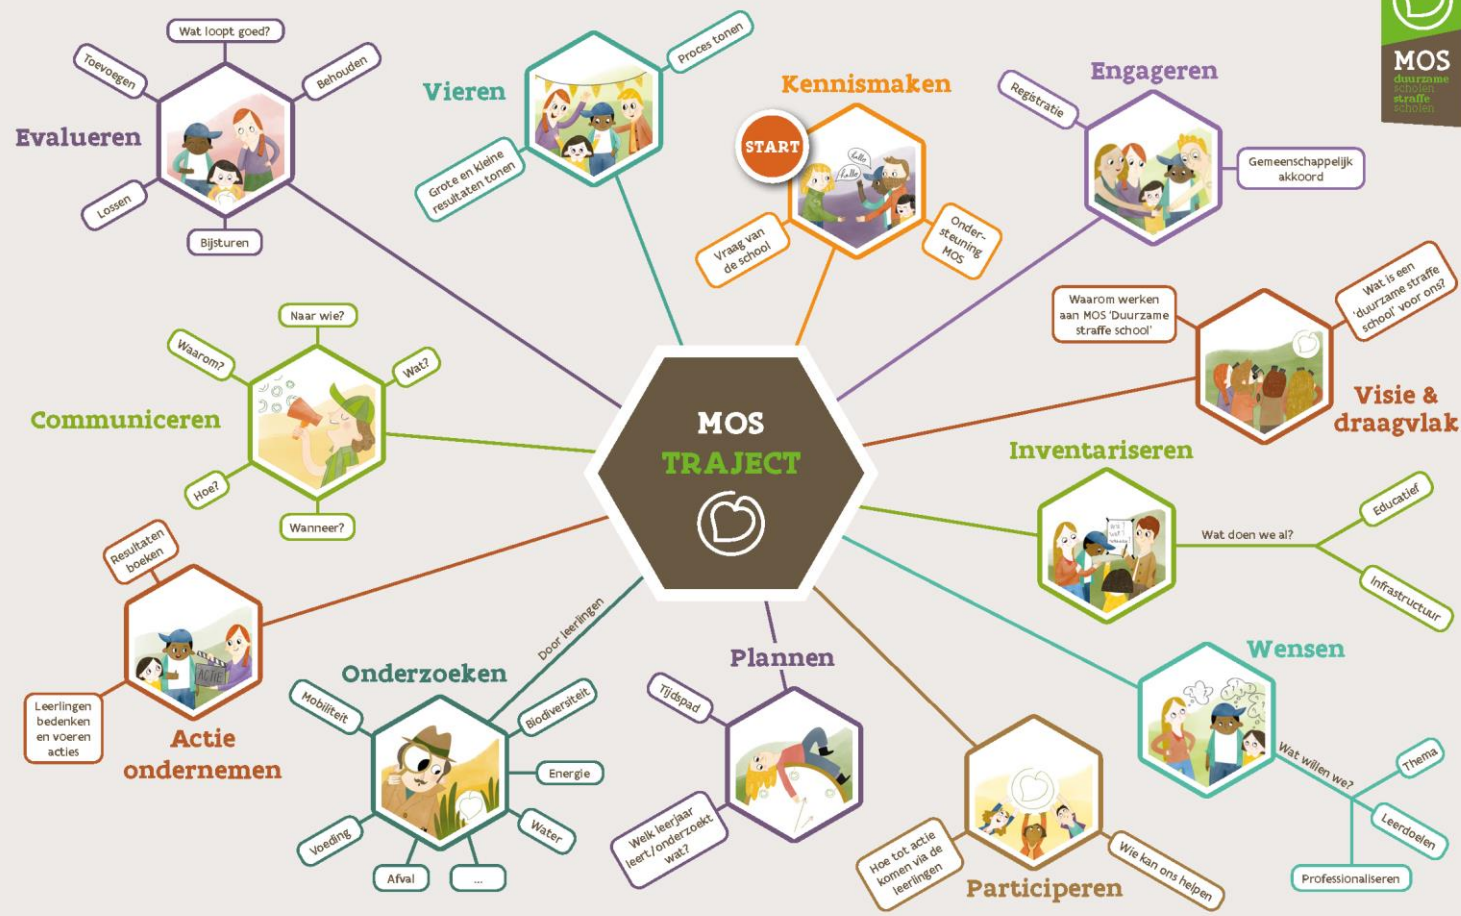 MOS
duurzame
scholen
straffe
scholen
MOS
TRAJECT
Kennismaken
START
hallo
hallo
Vraag van
de school
Onder-
steuning
MOS
Engageren
Registratie
Gemeenschappelijk
akkoord
Visie &
draagvlak
Waarom werken
aan MOS 'Duurzame
straffe school'
Wat is een
'duurzame straffe
school' voor ons?
Inventariseren
Wat doen we al?
Educatief
Infrastructuur
Wensen
Wat willen we?
Thema
Leerdoelen
Professionaliseren
Participeren
Hoe tot actie
komen via de
leerlingen
Wie kan ons helpen
Plannen
Tijdspad
Welk leerjaar
leert/onderzoekt
wat?
Onderzoeken
Door leerlingen
Mobiliteit
Biodiversiteit
Energie
Water
...
Afval
Voeding
Actie
ondernemen
Resultaten
boeken
ACTIE
Leerlingen
bedenken
en voeren
acties
Communiceren
Naar wie?
Waarom?
Wat?
Hoe?
Wanneer?
Evalueren
Wat loopt goed?
Toevoegen
Behouden
Lossen
Bijsturen
Vieren
Proces tonen
Grote en kleine
resultaten tonen